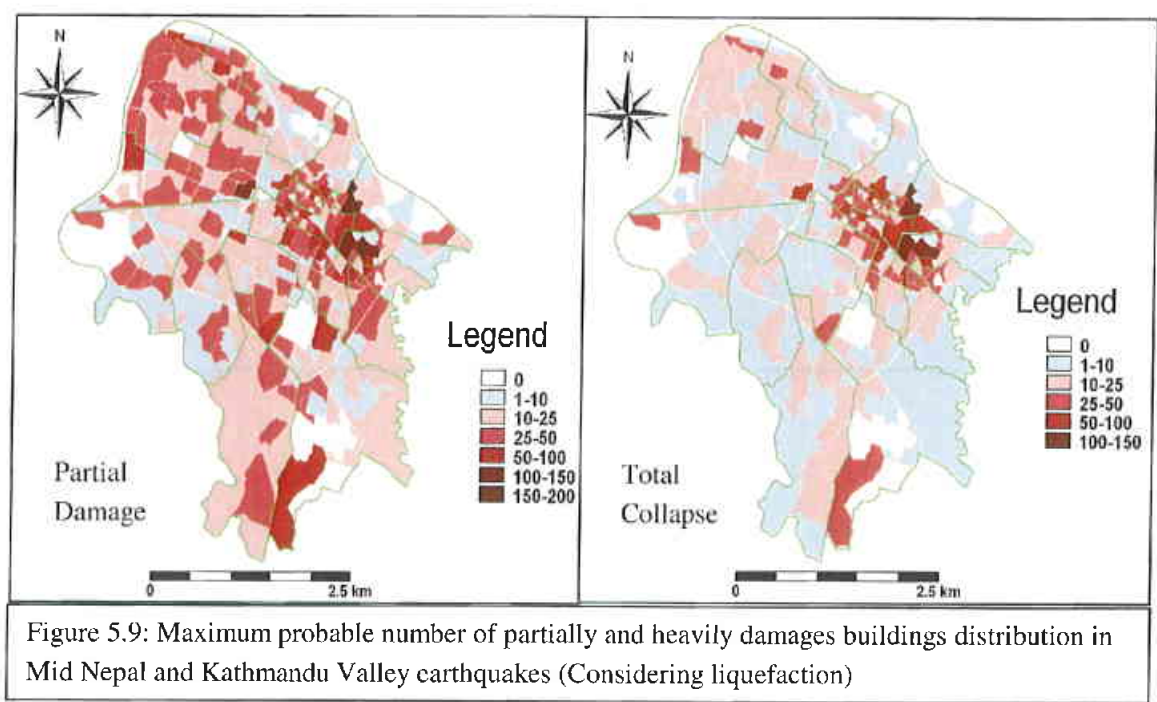 N
Legend
0
1-10
10-25
25-50
50-100
100-150
150-200
Partial
Damage
0
2.5 km
N
Legend
0
1-10
10-25
25-50
50-100
100-150
Total
Collapse
0
2.5 km
Figure 5.9: Maximum probable number of partially and heavily damages buildings distribution in
Mid Nepal and Kathmandu Valley earthquakes (Considering liquefaction)